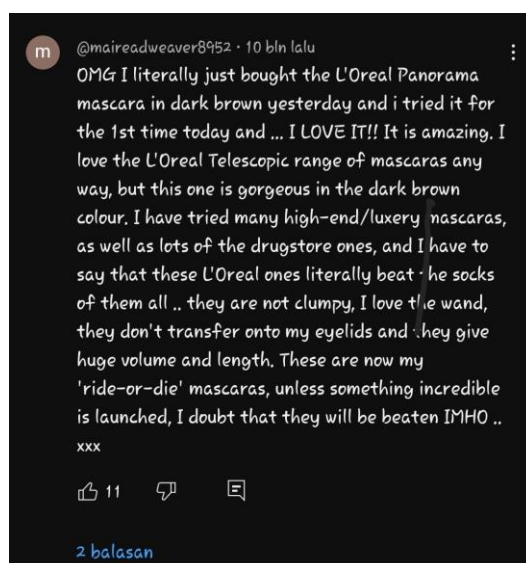 m
@maireadweaver8952 · 10 bln lalu
OMG I literally just bought the L'Oreal Panorama
mascara in dark brown yesterday and i tried it for
the 1st time today and ... I LOVE IT!! It is amazing. I
love the L'Oreal Telescopic range of mascaras any
way, but this one is gorgeous in the dark brown
colour. I have tried many high-end/luxery mascaras,
as well as lots of the drugstore ones, and I have to
say that these L'Oreal ones literally beat the socks
of them all .. they are not clumpy, I love the wand,
they don't transfer onto my eyelids and they give
huge volume and length. These are now my
'ride-or-die' mascaras, unless something incredible
is launched, I doubt that they will be beaten IMHO ..
xxx
11
2 balasan